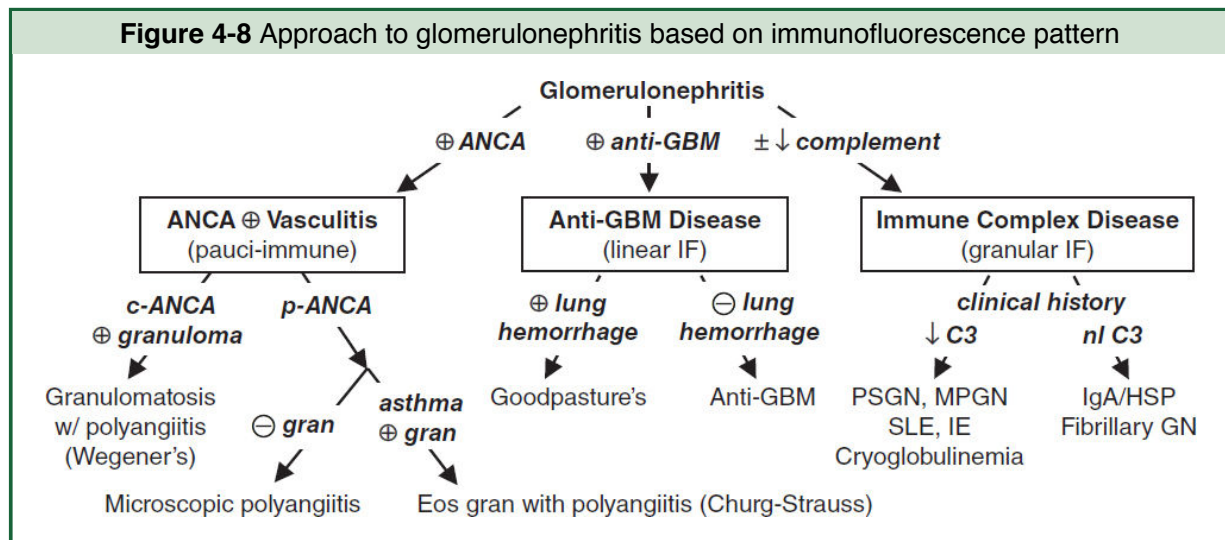 Figure 4-8 Approach to glomerulonephritis based on immunofluorescence pattern
Glomerulonephritis
⊕ ANCA
⊕ anti-GBM
± ↓ complement
ANCA ⊕ Vasculitis
(pauci-immune)
Anti-GBM Disease
(linear IF)
Immune Complex Disease
(granular IF)
c-ANCA
⊕ granuloma
p-ANCA
⊕ lung
hemorrhage
⊖ lung
hemorrhage
clinical history
↓ C3
nl C3
Granulomatosis
w/ polyangiitis
(Wegener's)
⊖ gran
asthma
⊕ gran
Goodpasture's
Anti-GBM
PSGN, MPGN
SLE, IE
Cryoglobulinemia
IgA/HSP
Fibrillary GN
Microscopic polyangiitis
Eos gran with polyangiitis (Churg-Strauss)